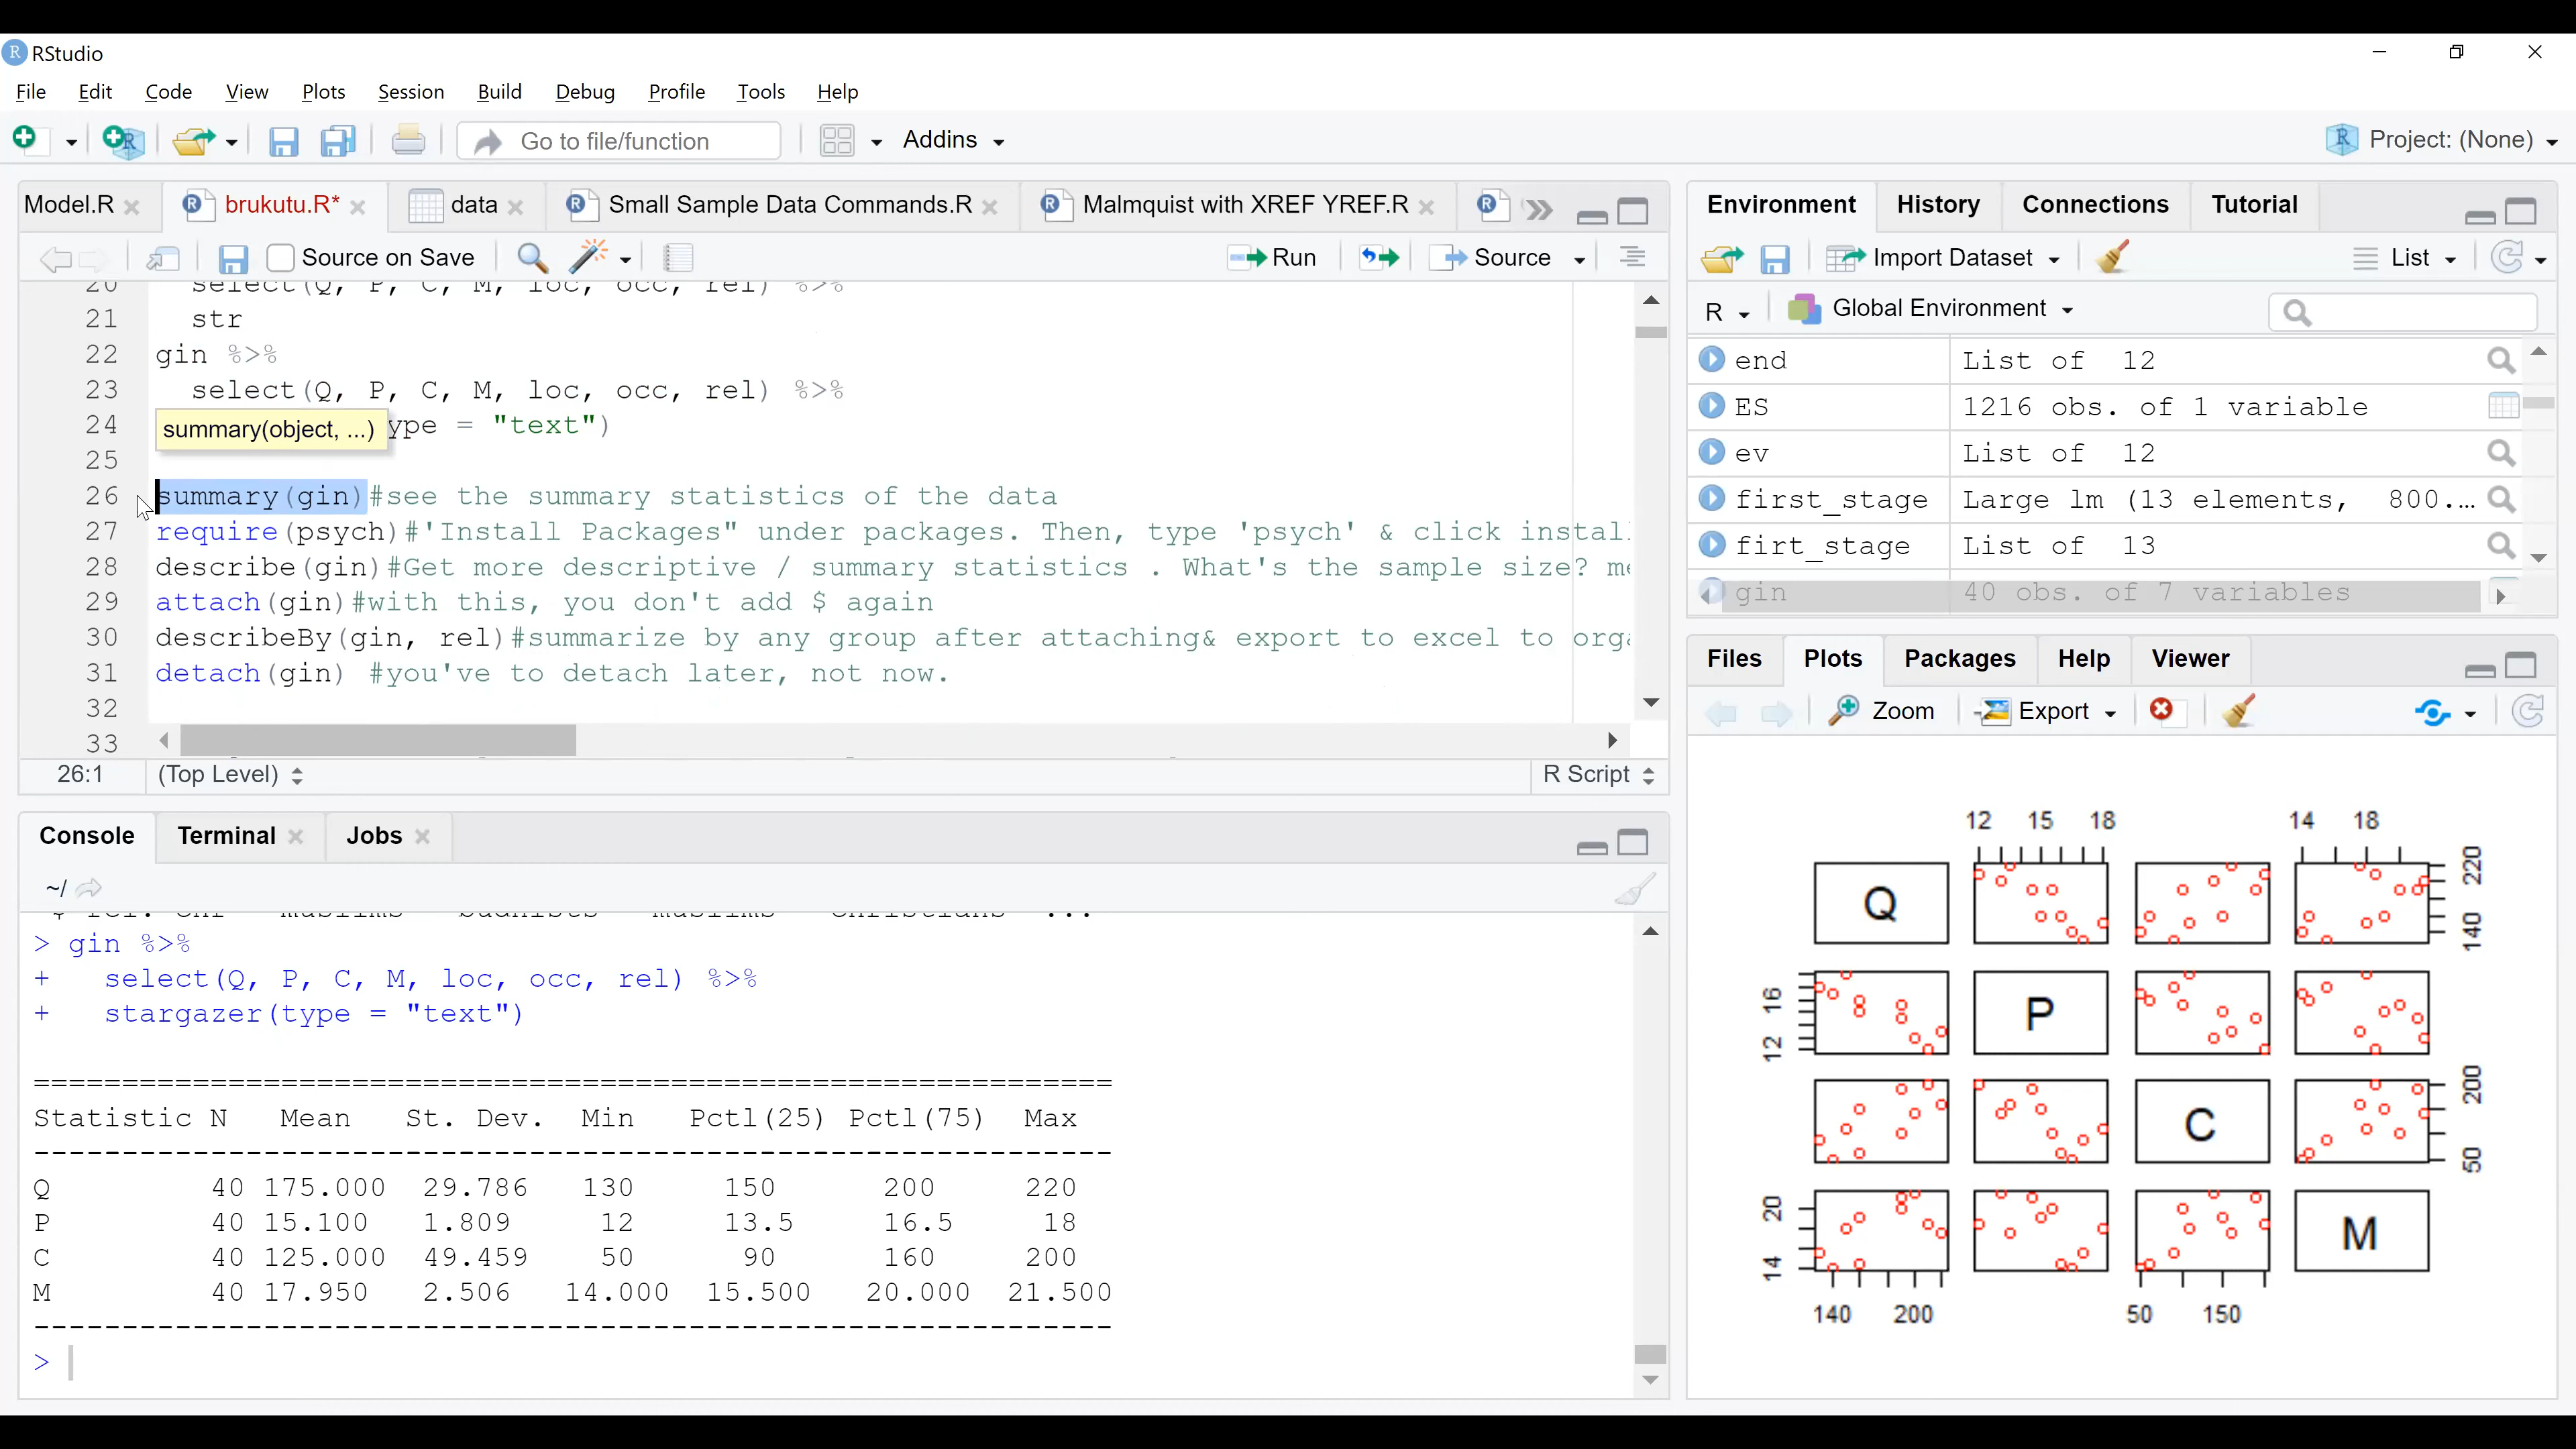 RStudio
File Edit Code View Plots Session Build Debug Profile Tools Help
Go to file/function Addins Project: (None)
Model.R brukutu.R* data Small Sample Data Commands.R Malmquist with XREF YREF.R
Source on Save Run Source
20 select(Q, P, C, M, loc, occ, rel) %>%
21 str
22 gin %>%
23 select(Q, P, C, M, loc, occ, rel) %>%
24 ype = "text")
summary(object, ...)
25
26 summary(gin)#see the summary statistics of the data
27 require(psych)#'Install Packages" under packages. Then, type 'psych' & click instal
28 describe(gin)#Get more descriptive / summary statistics . What's the sample size? me
29 attach(gin)#with this, you don't add $ again
30 describeBy(gin, rel)#summarize by any group after attaching& export to excel to orga
31 detach(gin) #you've to detach later, not now.
32
33
26:1 (Top Level) R Script
Console Terminal Jobs
~/
> gin %>%
+ select(Q, P, C, M, loc, occ, rel) %>%
+ stargazer(type = "text")
=============================================================
Statistic N Mean St. Dev. Min Pctl(25) Pctl(75) Max
-------------------------------------------------------------
Q 40 175.000 29.786 130 150 200 220
P 40 15.100 1.809 12 13.5 16.5 18
C 40 125.000 49.459 50 90 160 200
M 40 17.950 2.506 14.000 15.500 20.000 21.500
-------------------------------------------------------------
>
Environment History Connections Tutorial
Import Dataset List
R Global Environment
end List of 12
ES 1216 obs. of 1 variable
ev List of 12
first_stage Large lm (13 elements, 800.…
firt_stage List of 13
gin 40 obs. of 7 variables
Files Plots Packages Help Viewer
Zoom Export
12 15 18 14 18
Q 140 220
12 16 P
C 50 200
14 20 M
140 200 50 150